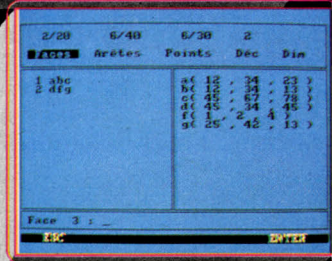 2/20 6/40 6/30 2
Faces Arêtes Points Déc Dim
1 abc
2 dfg
a( 12 , 34 , 23 )
b( 12 , 34 , 13 )
c( 45 , 67 , 78 )
d( 45 , 34 , 45 )
f( 1 , 2 , 4 )
g( 25 , 42 , 13 )
Face 3 : _
ESC ENTER